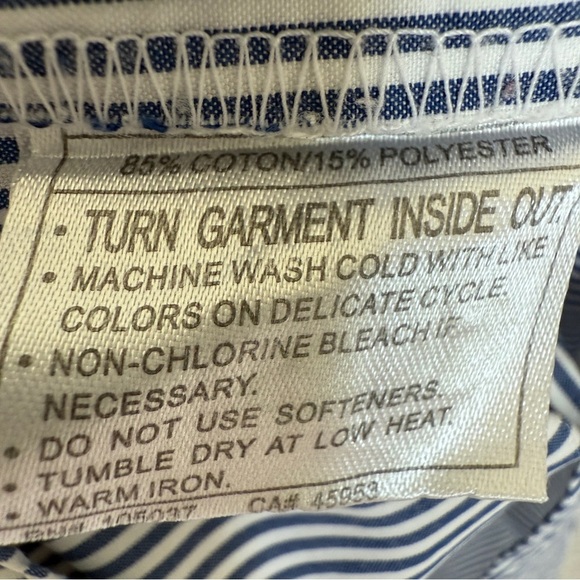 85% COTON/15% POLYESTER
• TURN GARMENT INSIDE OUT.
• MACHINE WASH COLD WITH LIKE
COLORS ON DELICATE CYCLE.
• NON-CHLORINE BLEACH IF
NECESSARY.
• DO NOT USE SOFTENERS.
• TUMBLE DRY AT LOW HEAT.
• WARM IRON.
105037 CA# 45953